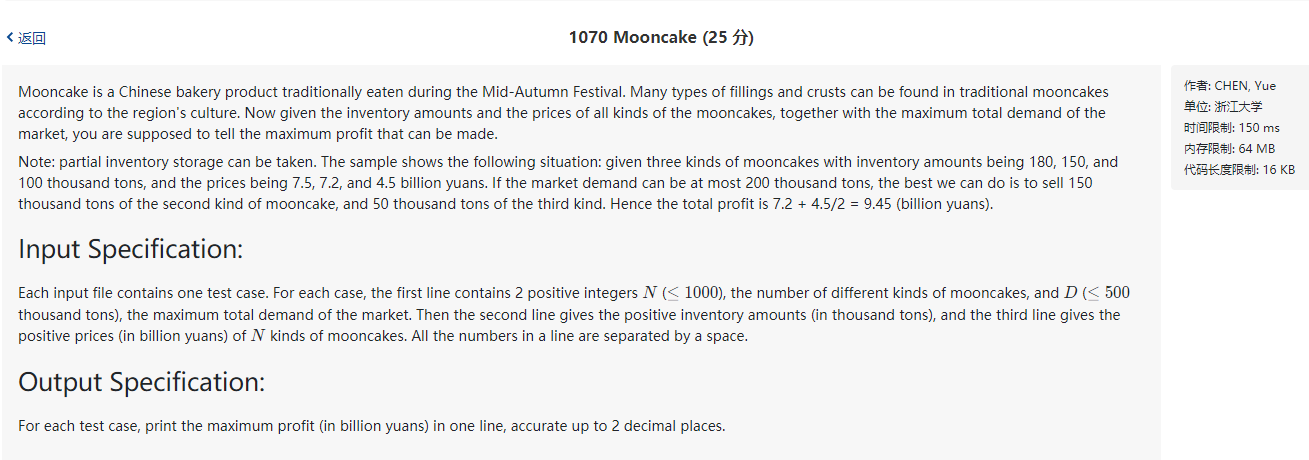 返回
1070 Mooncake (25 分)
Mooncake is a Chinese bakery product traditionally eaten during the Mid-Autumn Festival. Many types of fillings and crusts can be found in traditional mooncakes
according to the region's culture. Now given the inventory amounts and the prices of all kinds of the mooncakes, together with the maximum total demand of the
market, you are supposed to tell the maximum profit that can be made.
Note: partial inventory storage can be taken. The sample shows the following situation: given three kinds of mooncakes with inventory amounts being 180, 150, and
100 thousand tons, and the prices being 7.5, 7.2, and 4.5 billion yuans. If the market demand can be at most 200 thousand tons, the best we can do is to sell 150
thousand tons of the second kind of mooncake, and 50 thousand tons of the third kind. Hence the total profit is 7.2 + 4.5/2 = 9.45 (billion yuans).
Input Specification:
Each input file contains one test case. For each case, the first line contains 2 positive integers N (≤ 1000), the number of different kinds of mooncakes, and D (≤ 500
thousand tons), the maximum total demand of the market. Then the second line gives the positive inventory amounts (in thousand tons), and the third line gives the
positive prices (in billion yuans) of N kinds of mooncakes. All the numbers in a line are separated by a space.
Output Specification:
For each test case, print the maximum profit (in billion yuans) in one line, accurate up to 2 decimal places.
作者: CHEN, Yue
单位: 浙江大学
时间限制: 150 ms
内存限制: 64 MB
代码长度限制: 16 KB